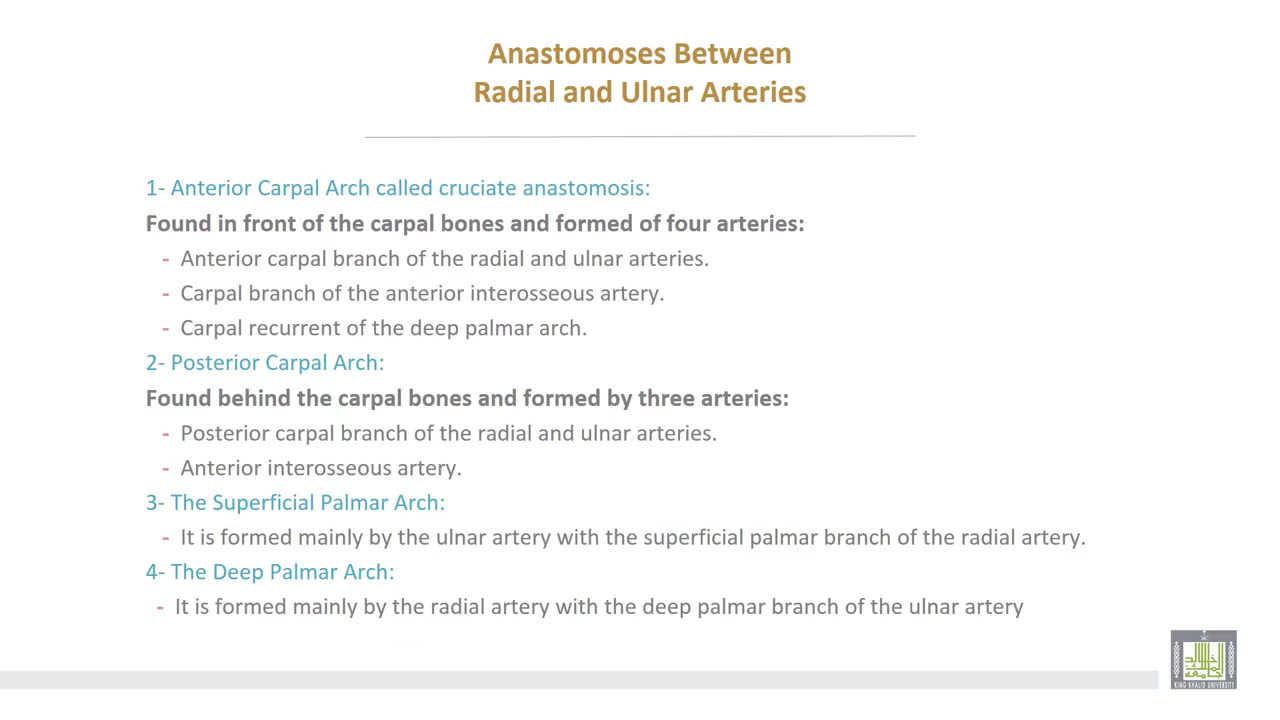 Anastomoses Between
Radial and Ulnar Arteries
1- Anterior Carpal Arch called cruciate anastomosis:
Found in front of the carpal bones and formed of four arteries:
- Anterior carpal branch of the radial and ulnar arteries.
- Carpal branch of the anterior interosseous artery.
- Carpal recurrent of the deep palmar arch.
2- Posterior Carpal Arch:
Found behind the carpal bones and formed by three arteries:
- Posterior carpal branch of the radial and ulnar arteries.
- Anterior interosseous artery.
3- The Superficial Palmar Arch:
- It is formed mainly by the ulnar artery with the superficial palmar branch of the radial artery.
4- The Deep Palmar Arch:
- It is formed mainly by the radial artery with the deep palmar branch of the ulnar artery
KING KHALID UNIVERSITY